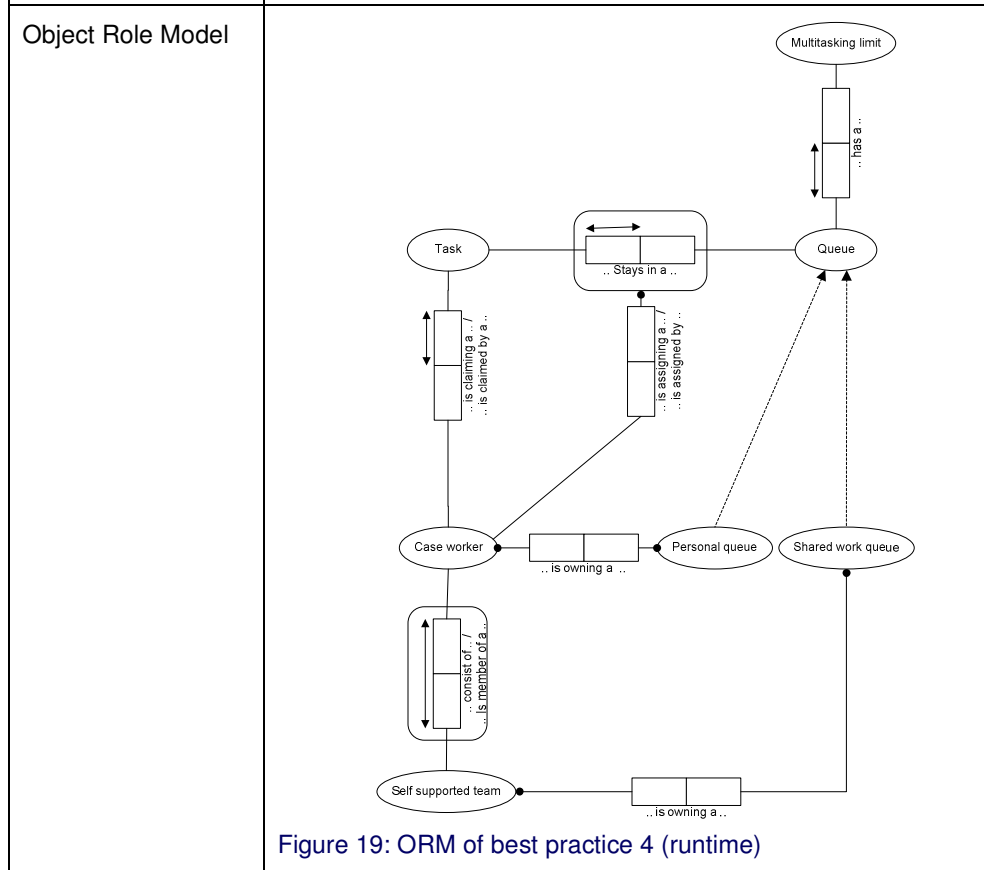 Object Role Model
Multitasking limit
.. has a ..
Task
Queue
.. Stays in a ..
.. is claiming a .. /
.. is claimed by a ..
.. is assigning a .. /
.. is assigned by ..
Case worker
Personal queue
Shared work queue
.. is owning a ..
.. consist of .. /
.. Is member of a ..
Self supported team
.. is owning a ..
Figure 19: ORM of best practice 4 (runtime)